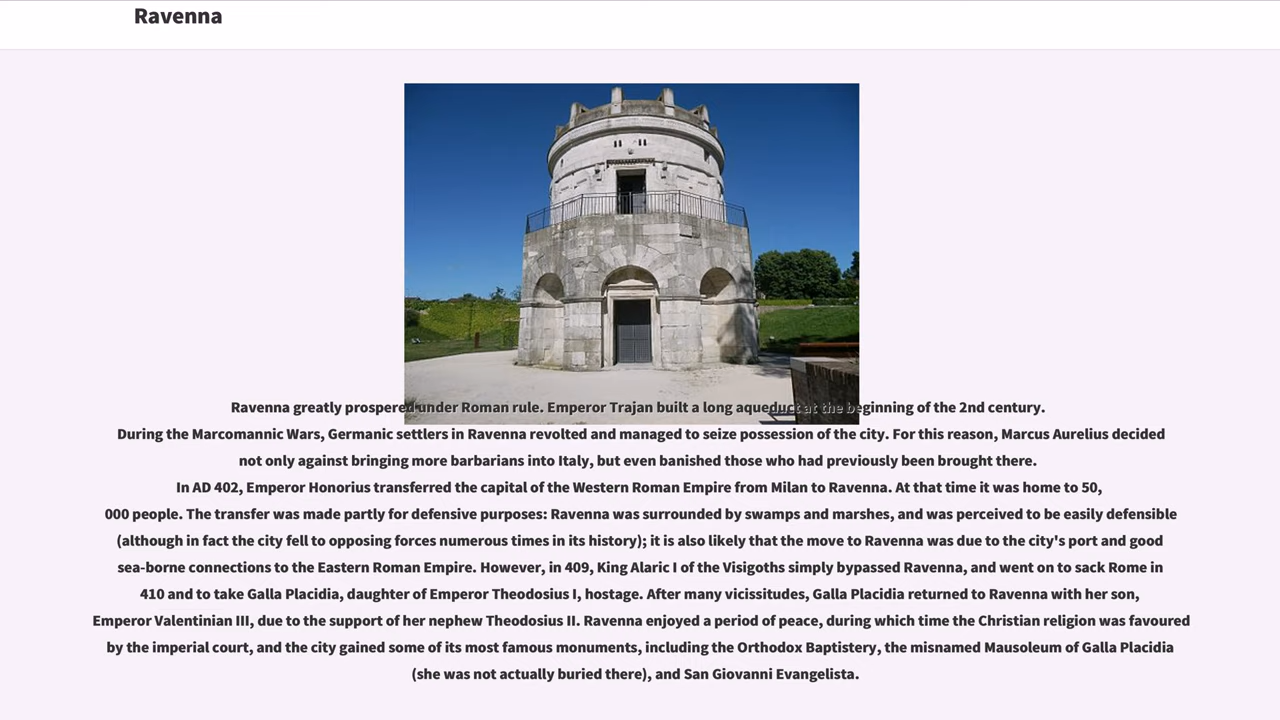 Ravenna
Ravenna greatly prospered under Roman rule. Emperor Trajan built a long aqueduct at the beginning of the 2nd century.
During the Marcomannic Wars, Germanic settlers in Ravenna revolted and managed to seize possession of the city. For this reason, Marcus Aurelius decided
not only against bringing more barbarians into Italy, but even banished those who had previously been brought there.
In AD 402, Emperor Honorius transferred the capital of the Western Roman Empire from Milan to Ravenna. At that time it was home to 50,
000 people. The transfer was made partly for defensive purposes: Ravenna was surrounded by swamps and marshes, and was perceived to be easily defensible
(although in fact the city fell to opposing forces numerous times in its history); it is also likely that the move to Ravenna was due to the city's port and good
sea-borne connections to the Eastern Roman Empire. However, in 409, King Alaric I of the Visigoths simply bypassed Ravenna, and went on to sack Rome in
410 and to take Galla Placidia, daughter of Emperor Theodosius I, hostage. After many vicissitudes, Galla Placidia returned to Ravenna with her son,
Emperor Valentinian III, due to the support of her nephew Theodosius II. Ravenna enjoyed a period of peace, during which time the Christian religion was favoured
by the imperial court, and the city gained some of its most famous monuments, including the Orthodox Baptistery, the misnamed Mausoleum of Galla Placidia
(she was not actually buried there), and San Giovanni Evangelista.